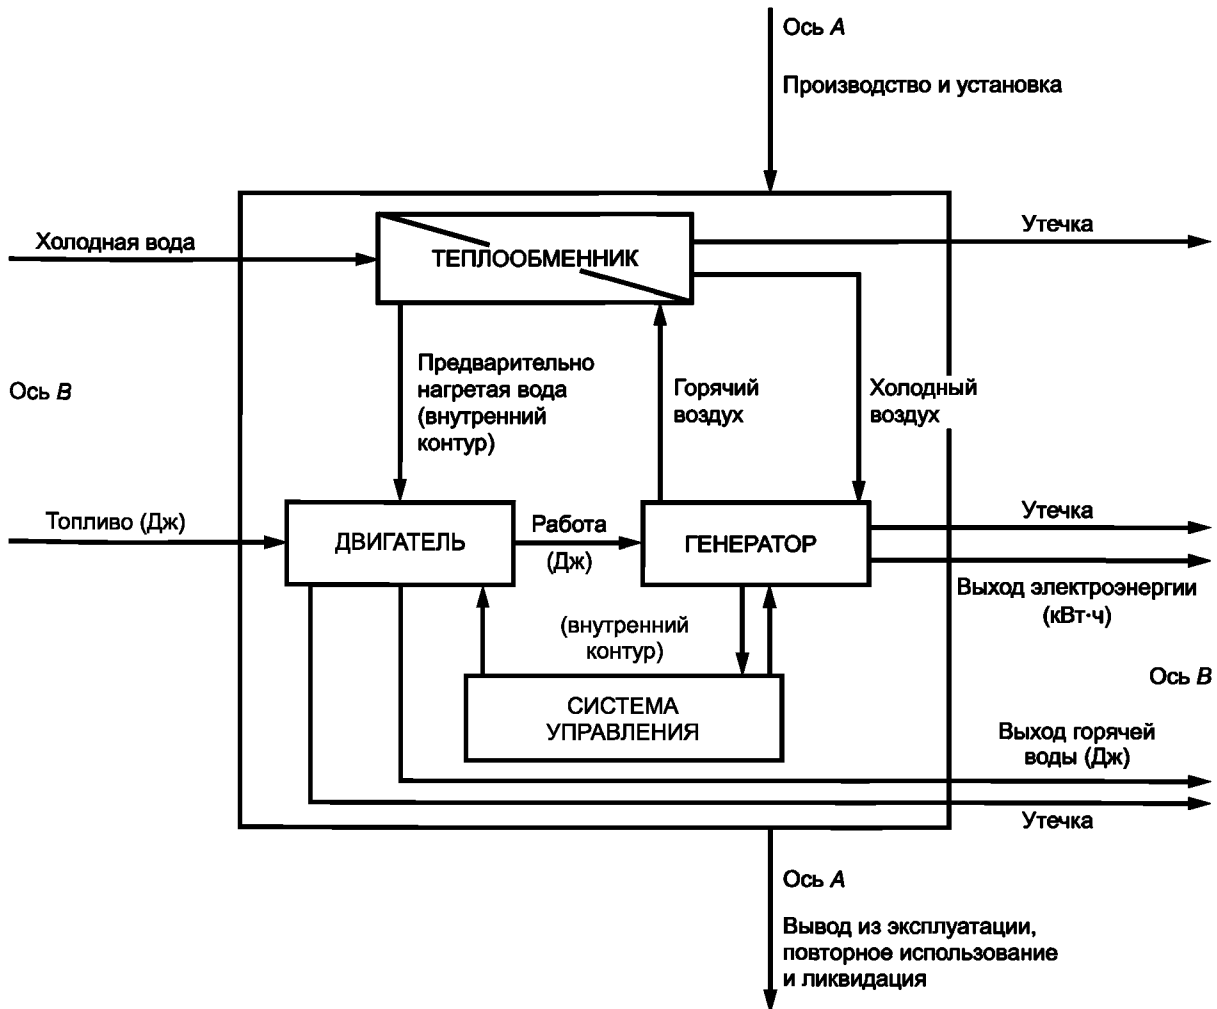 Ось A
Производство и установка
Холодная вода
Утечка
ТЕПЛООБМЕННИК
Предварительно
нагретая вода
(внутренний
контур)
Горячий
воздух
Холодный
воздух
Ось B
Топливо (Дж)
ДВИГАТЕЛЬ
Работа
(Дж)
ГЕНЕРАТОР
Утечка
Выход электроэнергии
(кВт·ч)
(внутренний
контур)
Ось B
СИСТЕМА
УПРАВЛЕНИЯ
Выход горячей
воды (Дж)
Утечка
Ось A
Вывод из эксплуатации,
повторное использование
и ликвидация